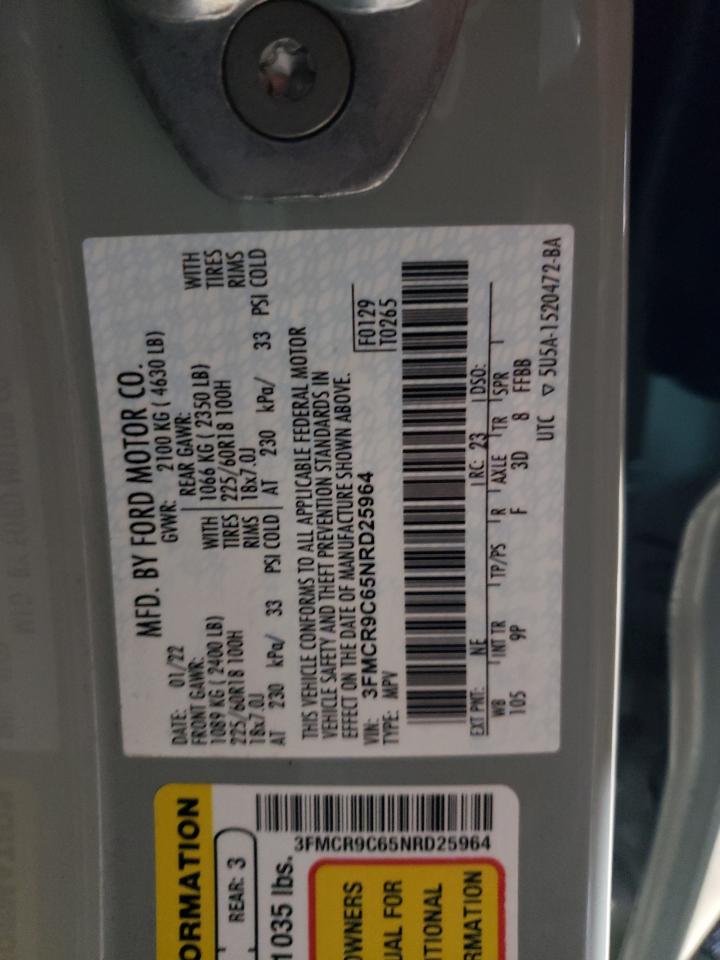 MFD. BY FORD MOTOR CO.
DATE: 01/22 GVWR: 2100 KG ( 4630 LB)
FRONT GAWR: REAR GAWR:
1089 KG ( 2400 LB) WITH 1066 KG ( 2350 LB) WITH
225/60R18 100H TIRES 225/60R18 100H TIRES
18x7.0J RIMS 18x7.0J RIMS
AT 230 kPa/ 33 PSI COLD AT 230 kPa/ 33 PSI COLD
THIS VEHICLE CONFORMS TO ALL APPLICABLE FEDERAL MOTOR
VEHICLE SAFETY AND THEFT PREVENTION STANDARDS IN
EFFECT ON THE DATE OF MANUFACTURE SHOWN ABOVE.
VIN: 3FMCR9C65NRD25964 F0129
TYPE: MPV T0265
EXT PNT: NE RC: 23 DSO:
WB INT TR TP/PS R AXLE TR SPR
105 9P F 3D 8 FFBB
UTC ▽ 5U5A-1520472-BA
ORMATION
REAR: 3
1035 lbs.
3FMCR9C65NRD25964
OWNERS
UAL FOR
ITIONAL
RMATION